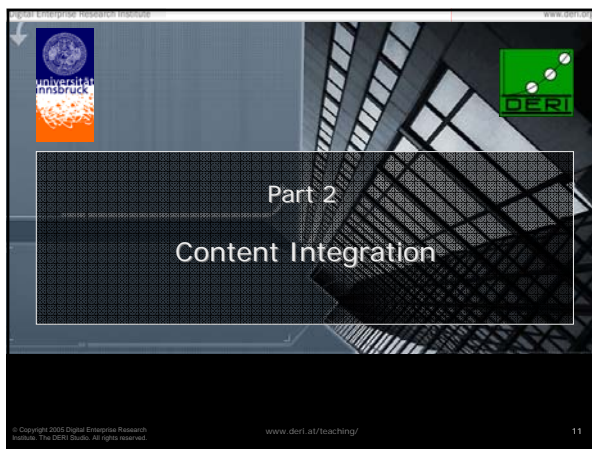 Digital Enterprise Research Institute
www.deri.org
universität
innsbruck
DERI
Part 2
Content Integration
© Copyright 2005 Digital Enterprise Research
Institute. The DERI Studio. All rights reserved.
www.deri.at/teaching/
11